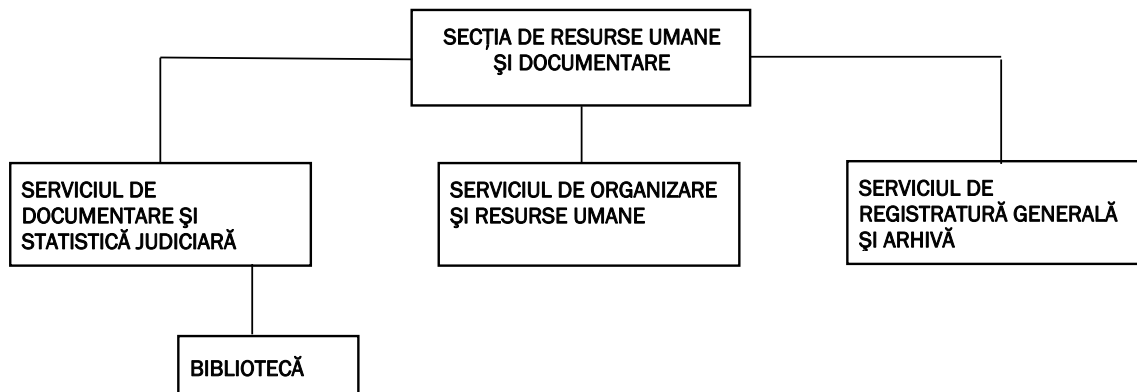 SECŢIA DE RESURSE UMANE
ŞI DOCUMENTARE
SERVICIUL DE
DOCUMENTARE ŞI
STATISTICĂ JUDICIARĂ
SERVICIUL DE ORGANIZARE
ŞI RESURSE UMANE
SERVICIUL DE
REGISTRATURĂ GENERALĂ
ŞI ARHIVĂ
BIBLIOTECĂ